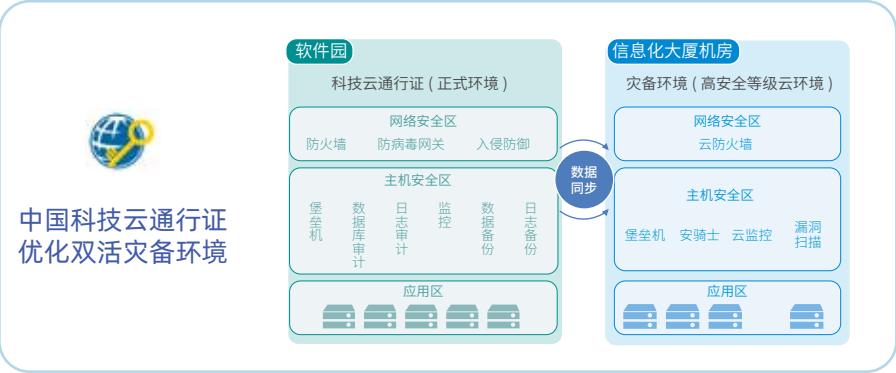 中国科技云通行证
优化双活灾备环境
软件园
科技云通行证 ( 正式环境 )
网络安全区
防火墙 防病毒网关 入侵防御
主机安全区
堡垒机
数据库审计
日志审计
监控
数据备份
日志备份
应用区
数据
同步
信息化大厦机房
灾备环境 ( 高安全等级云环境 )
网络安全区
云防火墙
主机安全区
堡垒机 安骑士 云监控
漏洞
扫描
应用区